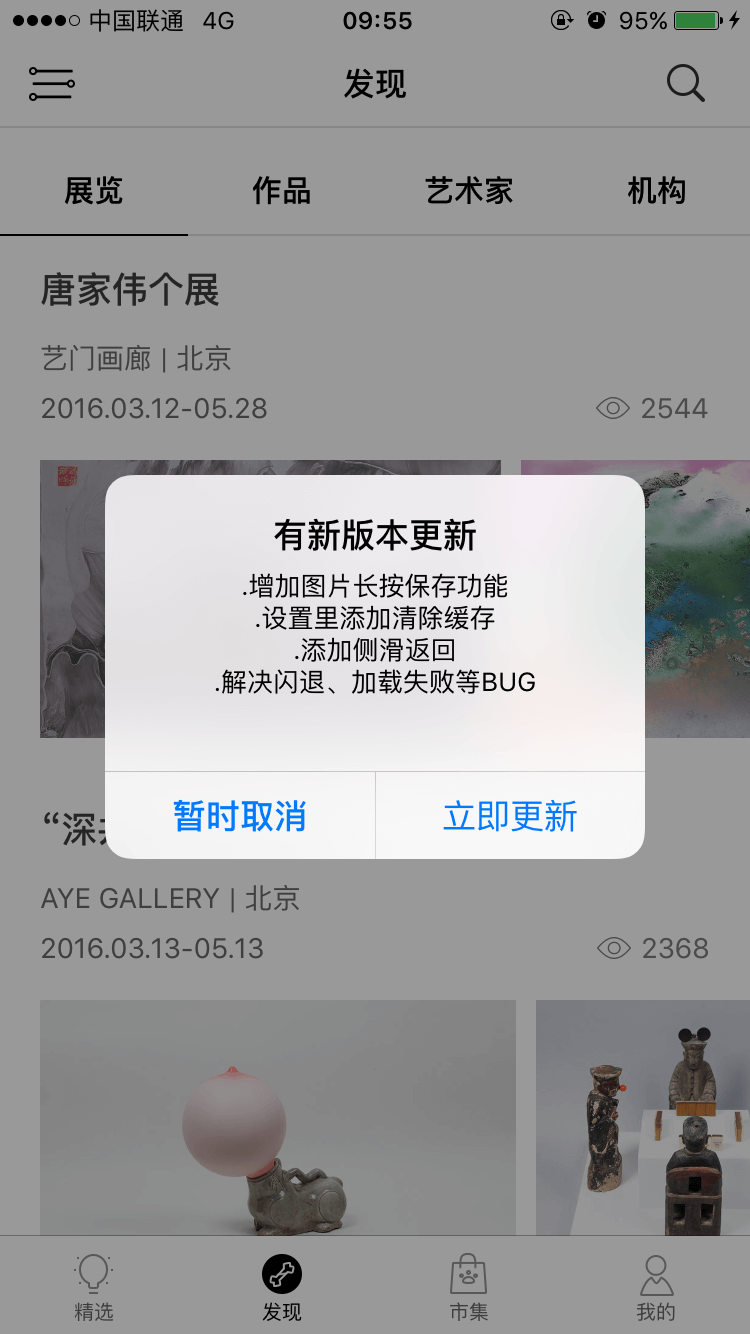 中国联通 4G 09:55 95%
发现
展览 作品 艺术家 机构
唐家伟个展
艺门画廊 | 北京
2016.03.12-05.28 2544
有新版本更新
.增加图片长按保存功能
.设置里添加清除缓存
.添加侧滑返回
.解决闪退、加载失败等BUG
暂时取消 立即更新
“深
AYE GALLERY | 北京
2016.03.13-05.13 2368
精选 发现 市集 我的